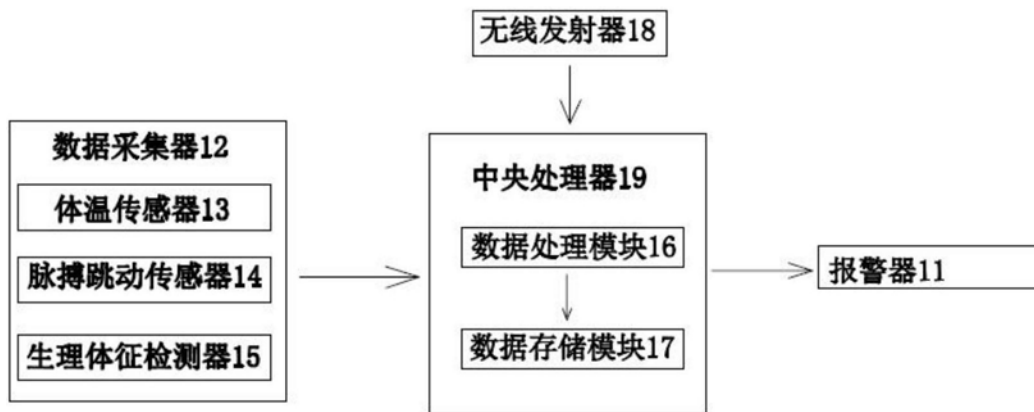 无线发射器18
数据采集器12
体温传感器13
脉搏跳动传感器14
生理体征检测器15
中央处理器19
数据处理模块16
数据存储模块17
报警器11